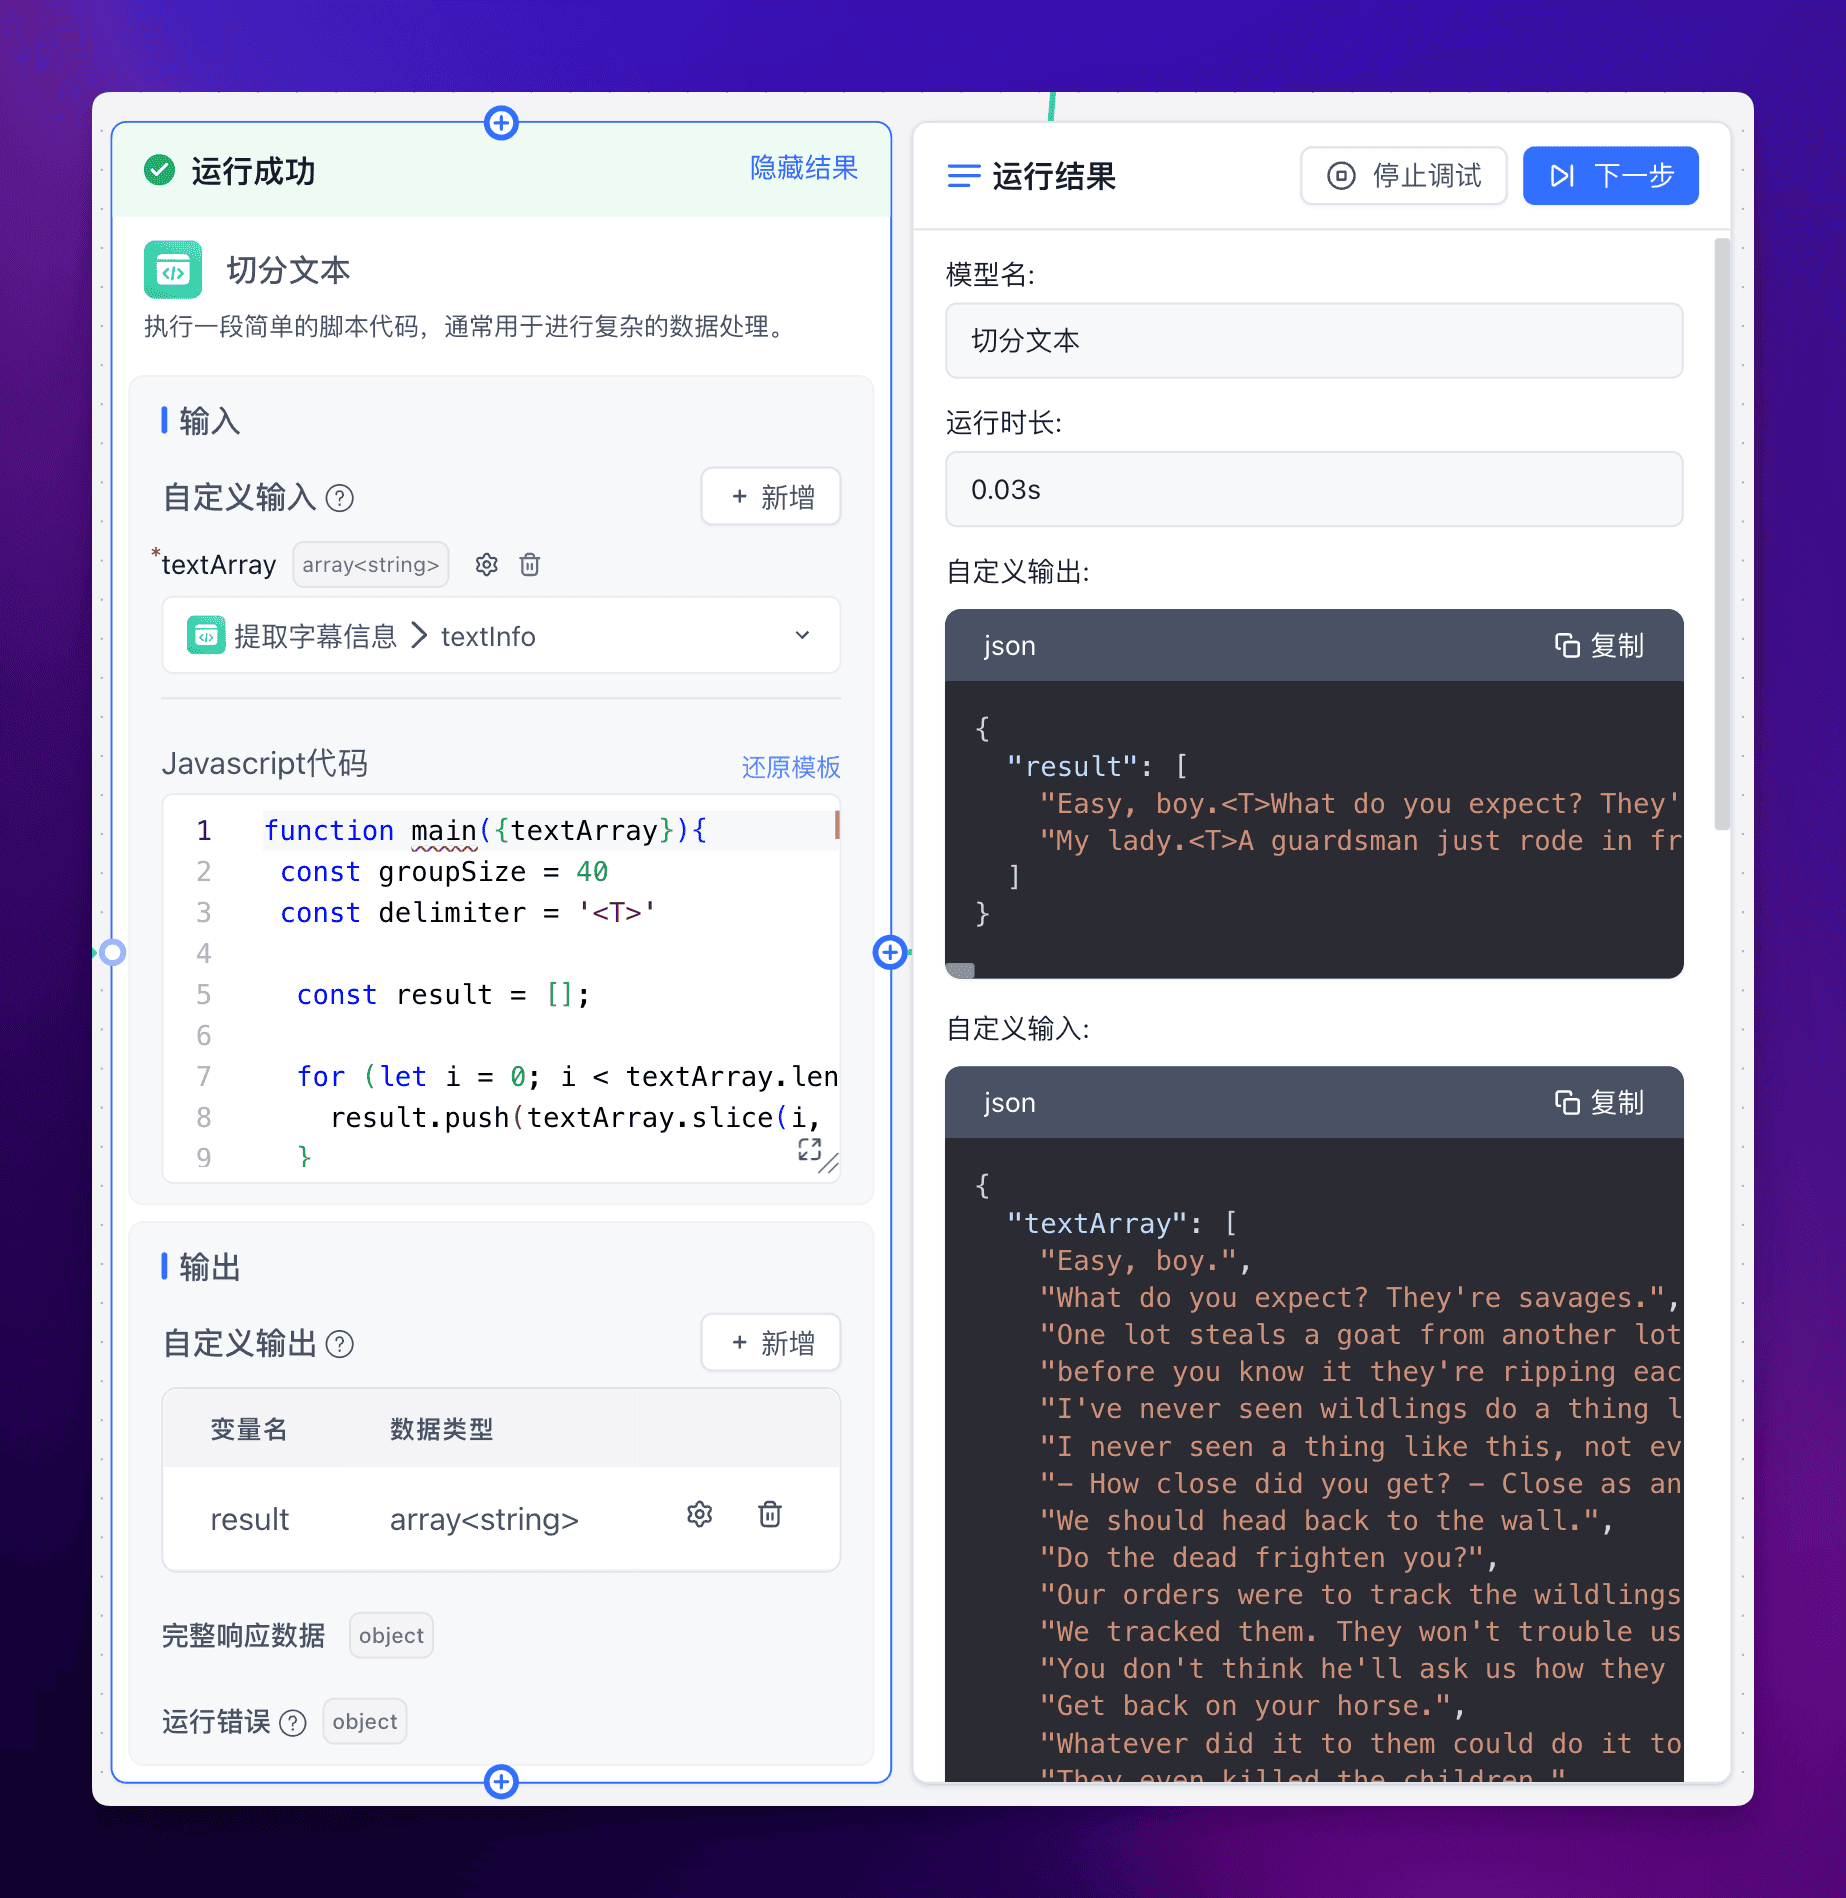 运行成功
隐藏结果
切分文本
执行一段简单的脚本代码，通常用于进行复杂的数据处理。
输入
自定义输入 ?
+ 新增
*textArray array<string>
提取字幕信息 > textInfo
Javascript代码
还原模板
1 function main({textArray}){
2 const groupSize = 40
3 const delimiter = '<T>'
4
5 const result = [];
6
7 for (let i = 0; i < textArray.len
8 result.push(textArray.slice(i,
9 }
输出
自定义输出 ?
+ 新增
变量名 数据类型
result array<string>
完整响应数据 object
运行错误 ? object
运行结果
停止调试
下一步
模型名:
切分文本
运行时长:
0.03s
自定义输出:
json
复制
{
"result": [
"Easy, boy.<T>What do you expect? They'
"My lady.<T>A guardsman just rode in fr
]
}
自定义输入:
json
复制
{
"textArray": [
"Easy, boy.",
"What do you expect? They're savages.",
"One lot steals a goat from another lot
"before you know it they're ripping eac
"I've never seen wildlings do a thing l
"I never seen a thing like this, not ev
"– How close did you get? – Close as an
"We should head back to the wall.",
"Do the dead frighten you?",
"Our orders were to track the wildlings
"We tracked them. They won't trouble us
"You don't think he'll ask us how they
"Get back on your horse.",
"Whatever did it to them could do it to
"They even killed the children."